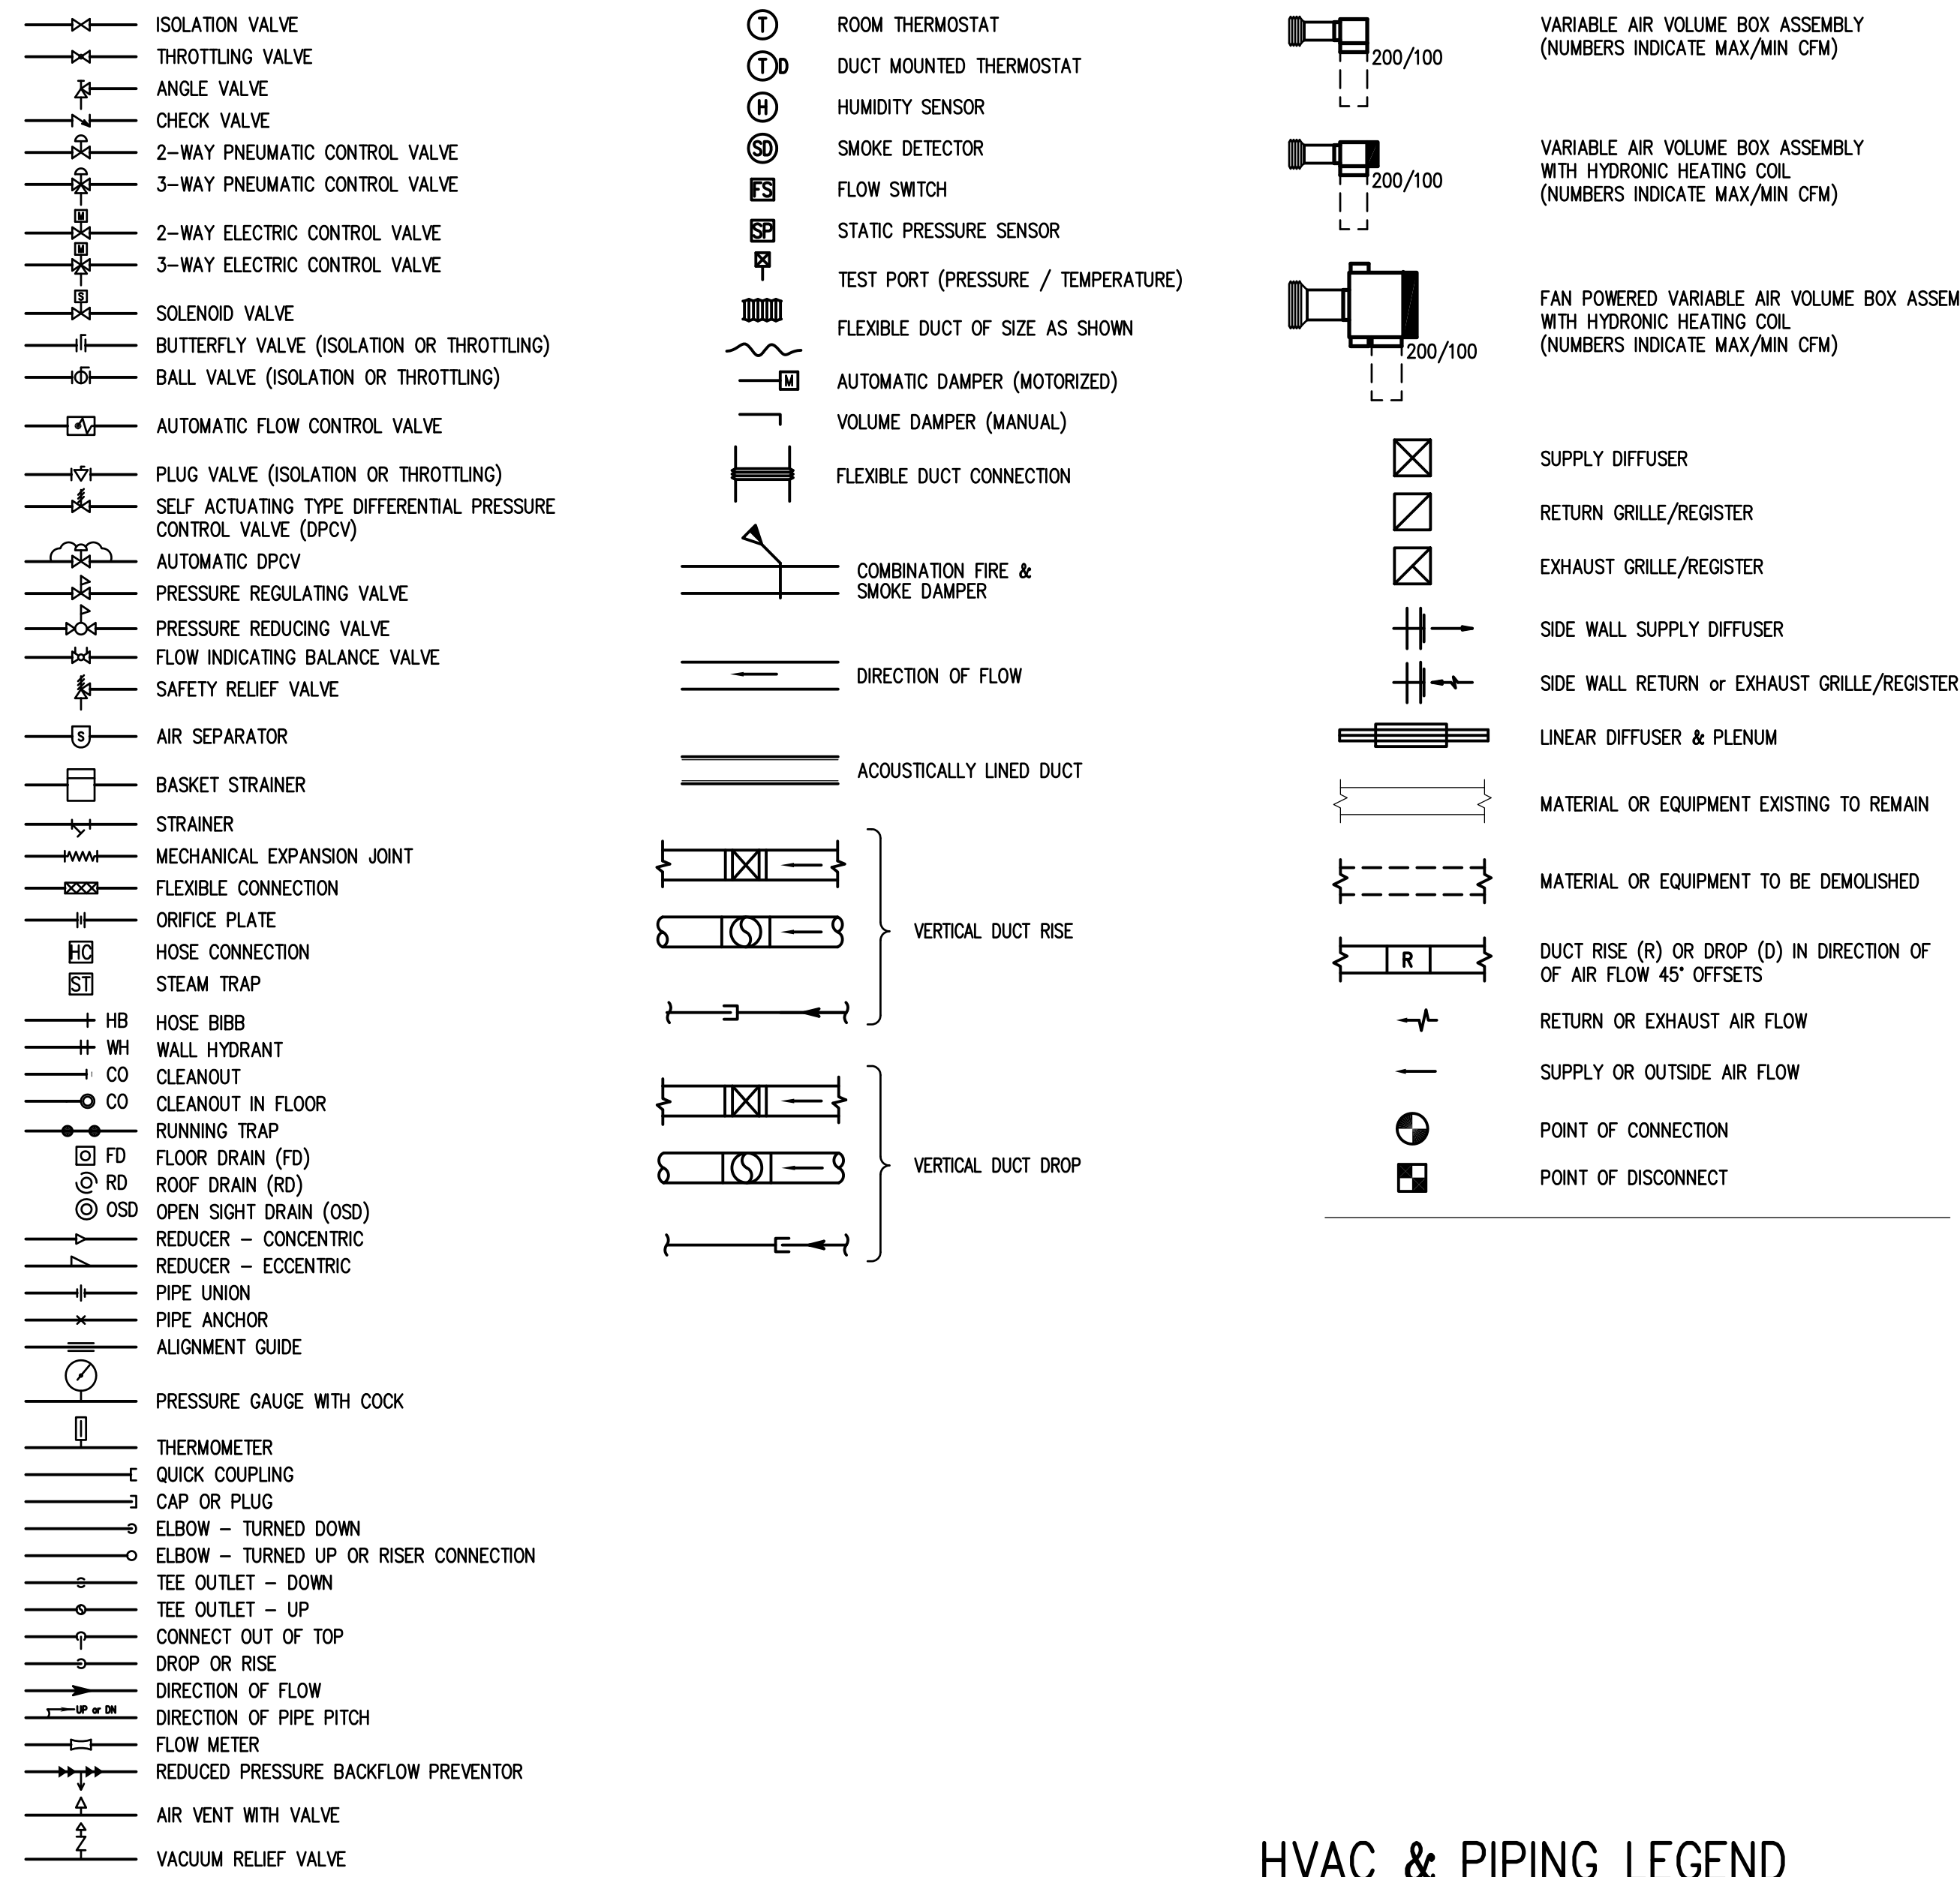 ISOLATION VALVE
THROTTLING VALVE
ANGLE VALVE
CHECK VALVE
2-WAY PNEUMATIC CONTROL VALVE
3-WAY PNEUMATIC CONTROL VALVE
M 2-WAY ELECTRIC CONTROL VALVE
M 3-WAY ELECTRIC CONTROL VALVE
S SOLENOID VALVE
BUTTERFLY VALVE (ISOLATION OR THROTTLING)
BALL VALVE (ISOLATION OR THROTTLING)
AUTOMATIC FLOW CONTROL VALVE
PLUG VALVE (ISOLATION OR THROTTLING)
SELF ACTUATING TYPE DIFFERENTIAL PRESSURE
CONTROL VALVE (DPCV)
AUTOMATIC DPCV
PRESSURE REGULATING VALVE
PRESSURE REDUCING VALVE
FLOW INDICATING BALANCE VALVE
SAFETY RELIEF VALVE
S AIR SEPARATOR
BASKET STRAINER
STRAINER
MECHANICAL EXPANSION JOINT
FLEXIBLE CONNECTION
ORIFICE PLATE
HC HOSE CONNECTION
ST STEAM TRAP
HB HOSE BIBB
WH WALL HYDRANT
CO CLEANOUT
CO CLEANOUT IN FLOOR
RUNNING TRAP
FD FLOOR DRAIN (FD)
RD ROOF DRAIN (RD)
OSD OPEN SIGHT DRAIN (OSD)
REDUCER - CONCENTRIC
REDUCER - ECCENTRIC
PIPE UNION
PIPE ANCHOR
ALIGNMENT GUIDE
PRESSURE GAUGE WITH COCK
THERMOMETER
QUICK COUPLING
CAP OR PLUG
ELBOW - TURNED DOWN
ELBOW - TURNED UP OR RISER CONNECTION
TEE OUTLET - DOWN
TEE OUTLET - UP
CONNECT OUT OF TOP
DROP OR RISE
DIRECTION OF FLOW
UP or DN DIRECTION OF PIPE PITCH
FLOW METER
REDUCED PRESSURE BACKFLOW PREVENTOR
AIR VENT WITH VALVE
VACUUM RELIEF VALVE
T ROOM THERMOSTAT
T D DUCT MOUNTED THERMOSTAT
H HUMIDITY SENSOR
SD SMOKE DETECTOR
FS FLOW SWITCH
SP STATIC PRESSURE SENSOR
TEST PORT (PRESSURE / TEMPERATURE)
FLEXIBLE DUCT OF SIZE AS SHOWN
M AUTOMATIC DAMPER (MOTORIZED)
VOLUME DAMPER (MANUAL)
FLEXIBLE DUCT CONNECTION
COMBINATION FIRE &
SMOKE DAMPER
DIRECTION OF FLOW
ACOUSTICALLY LINED DUCT
VERTICAL DUCT RISE
VERTICAL DUCT DROP
VARIABLE AIR VOLUME BOX ASSEMBLY
(NUMBERS INDICATE MAX/MIN CFM)
200/100
VARIABLE AIR VOLUME BOX ASSEMBLY
WITH HYDRONIC HEATING COIL
(NUMBERS INDICATE MAX/MIN CFM)
200/100
FAN POWERED VARIABLE AIR VOLUME BOX ASSEM
WITH HYDRONIC HEATING COIL
(NUMBERS INDICATE MAX/MIN CFM)
200/100
SUPPLY DIFFUSER
RETURN GRILLE/REGISTER
EXHAUST GRILLE/REGISTER
SIDE WALL SUPPLY DIFFUSER
SIDE WALL RETURN or EXHAUST GRILLE/REGISTER
LINEAR DIFFUSER & PLENUM
MATERIAL OR EQUIPMENT EXISTING TO REMAIN
MATERIAL OR EQUIPMENT TO BE DEMOLISHED
R DUCT RISE (R) OR DROP (D) IN DIRECTION OF
OF AIR FLOW 45° OFFSETS
RETURN OR EXHAUST AIR FLOW
SUPPLY OR OUTSIDE AIR FLOW
POINT OF CONNECTION
POINT OF DISCONNECT
HVAC & PIPING LEGEND